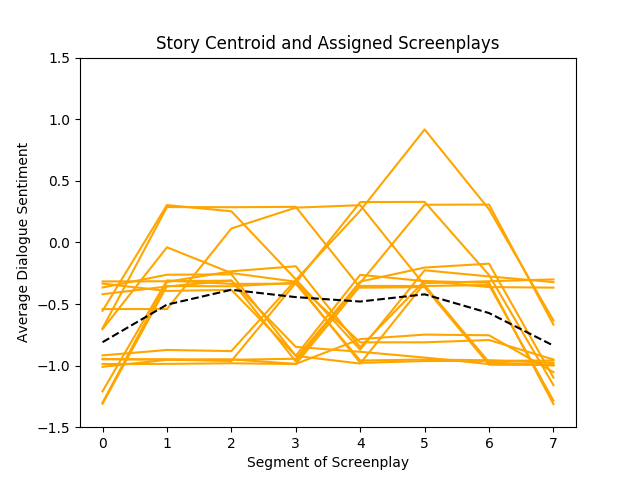 Story Centroid and Assigned Screenplays
1.5
1.0
0.5
0.0
−0.5
−1.0
−1.5
Average Dialogue Sentiment
0 1 2 3 4 5 6 7
Segment of Screenplay